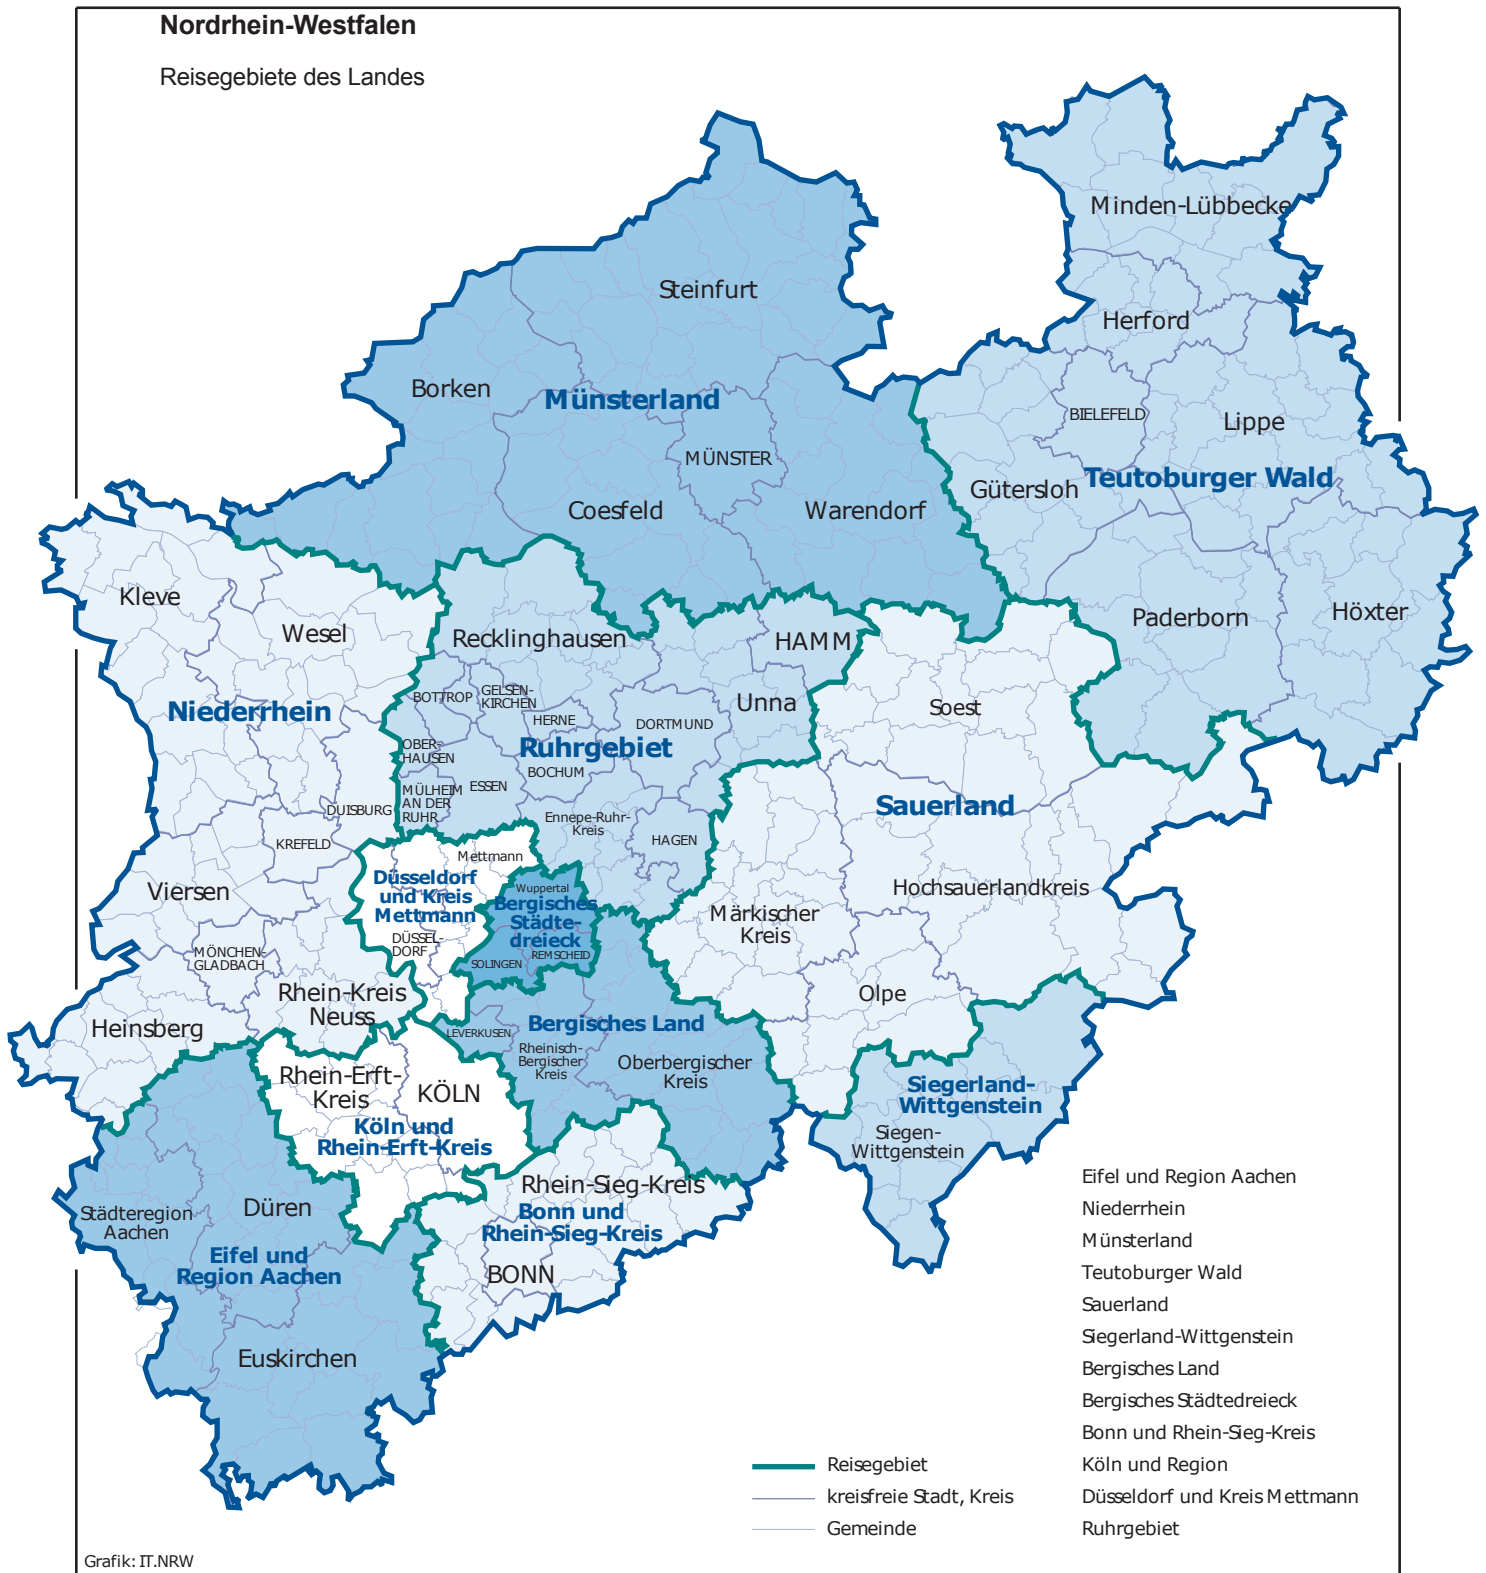 Nordrhein-Westfalen
Reisegebiete des Landes
Minden-Lübbecke
Steinfurt
Herford
Borken
Münsterland
BIELEFELD
Lippe
MÜNSTER
Teutoburger Wald
Gütersloh
Coesfeld
Warendorf
Kleve
Wesel
Recklinghausen
HAMM
Paderborn
Höxter
Niederrhein
BOTTROP
GELSEN-
KIRCHEN
HERNE
DORTMUND
Unna
Soest
OBER-
HAUSEN
Ruhrgebiet
BOCHUM
MÜLHEIM
AN DER
RUHR
ESSEN
DUISBURG
Ennepe-Ruhr-
Kreis
HAGEN
Sauerland
KREFELD
Mettmann
Viersen
Düsseldorf
und Kreis
Mettmann
Wuppertal
Bergisches
Städte-
dreieck
Hochsauerlandkreis
Märkischer
Kreis
MÖNCHEN-
GLADBACH
DÜSSEL-
DORF
SOLINGEN
REMSCHEID
Rhein-Kreis
Neuss
Olpe
Heinsberg
LEVERKUSEN
Bergisches Land
Rheinisch-
Bergischer
Kreis
Oberbergischer
Kreis
Rhein-Erft-
Kreis
KÖLN
Köln und
Rhein-Erft-Kreis
Siegerland-
Wittgenstein
Siegen-
Wittgenstein
Rhein-Sieg-Kreis
Bonn und
Rhein-Sieg-Kreis
BONN
Städteregion
Aachen
Düren
Eifel und
Region Aachen
Euskirchen
Eifel und Region Aachen
Niederrhein
Münsterland
Teutoburger Wald
Sauerland
Siegerland-Wittgenstein
Bergisches Land
Bergisches Städtedreieck
Bonn und Rhein-Sieg-Kreis
Köln und Region
Düsseldorf und Kreis Mettmann
Ruhrgebiet
Reisegebiet
kreisfreie Stadt, Kreis
Gemeinde
Grafik: IT.NRW